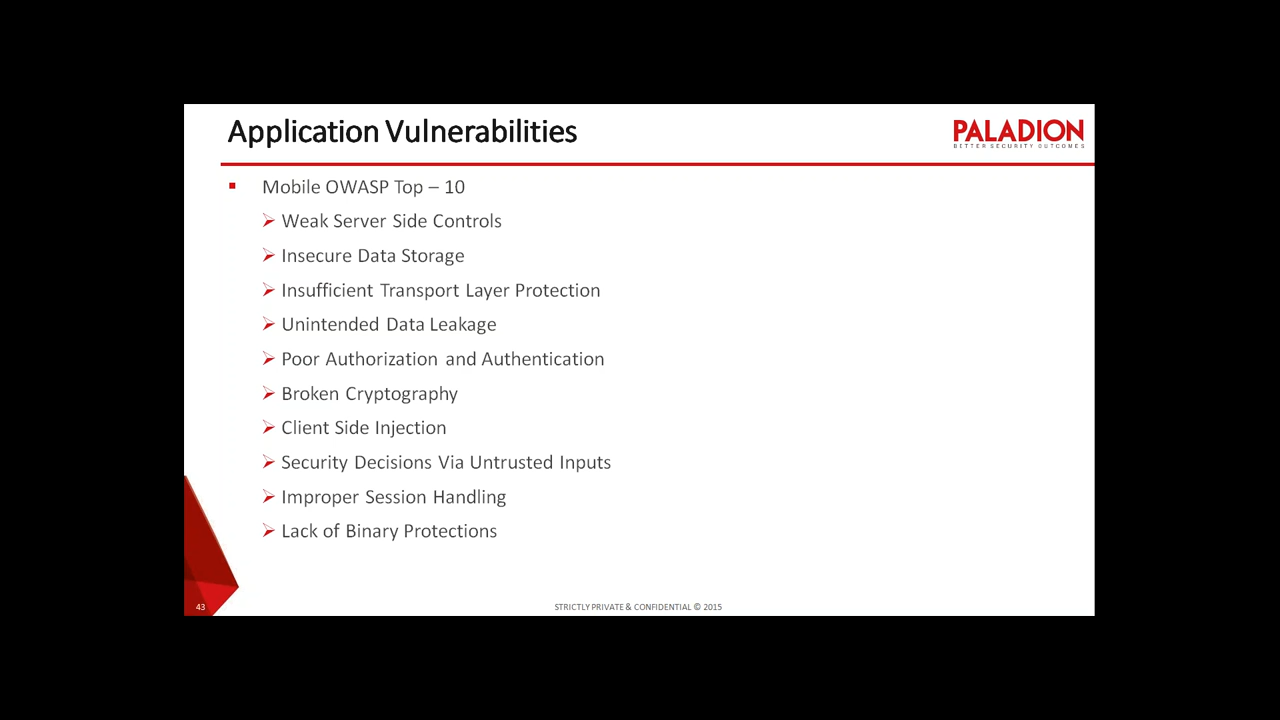 Application Vulnerabilities
PALADION
BETTER SECURITY OUTCOMES
Mobile OWASP Top – 10
Weak Server Side Controls
Insecure Data Storage
Insufficient Transport Layer Protection
Unintended Data Leakage
Poor Authorization and Authentication
Broken Cryptography
Client Side Injection
Security Decisions Via Untrusted Inputs
Improper Session Handling
Lack of Binary Protections
43
STRICTLY PRIVATE & CONFIDENTIAL © 2015